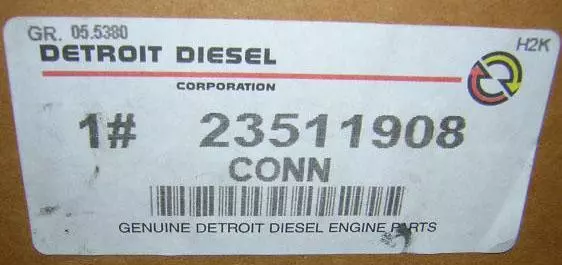 GR. 05.5380
H2K
DETROIT DIESEL
CORPORATION
1# 23511908
CONN
GENUINE DETROIT DIESEL ENGINE PARTS